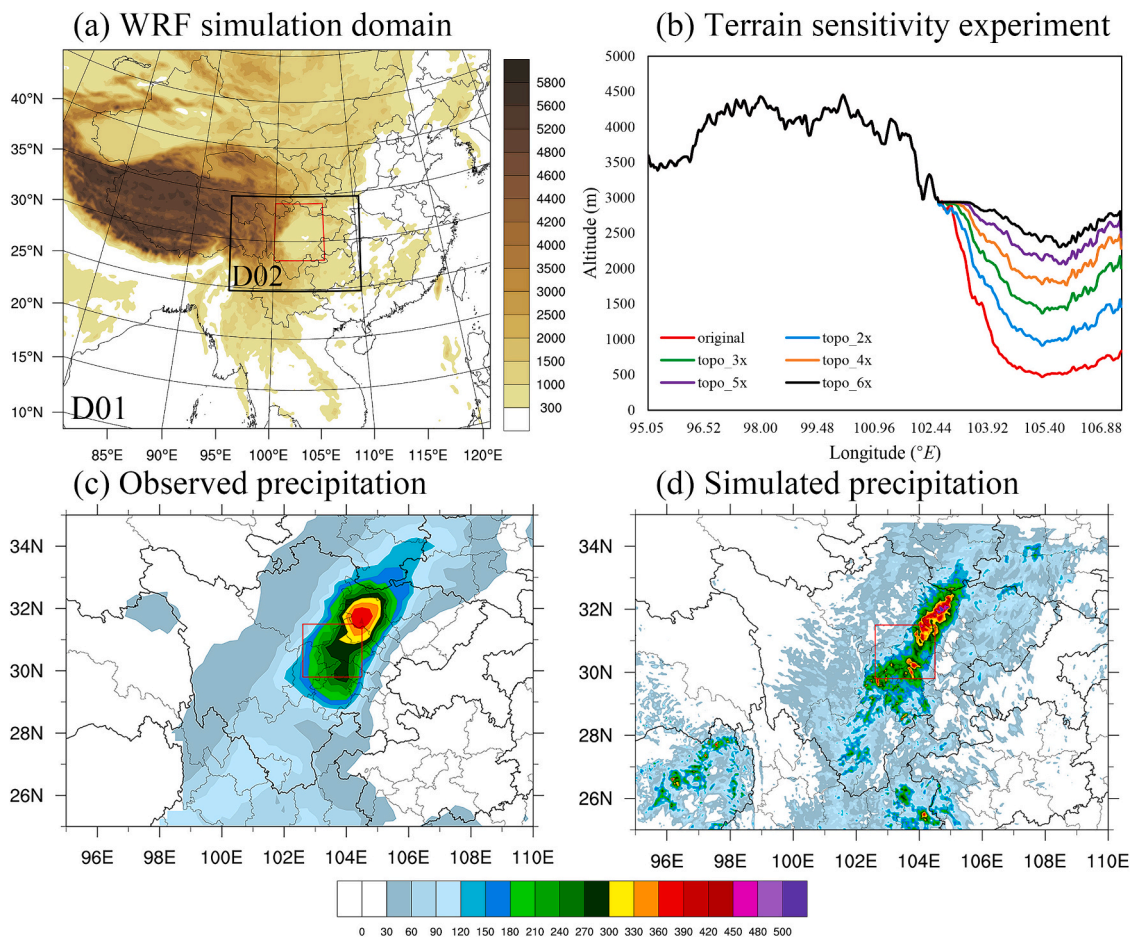 (a) WRF simulation domain
(b) Terrain sensitivity experiment
40°N
35°N
30°N
25°N
20°N
15°N
10°N
D02
D01
85°E 90°E 95°E 100°E 105°E 110°E 115°E 120°E
5800
5600
5200
4800
4600
4400
4200
4000
3500
3000
2500
2000
1500
1000
300
5000
4500
4000
3500
3000
2500
2000
1500
1000
500
0
Altitude (m)
original topo_2x
topo_3x topo_4x
topo_5x topo_6x
95.05 96.52 98.00 99.48 100.96 102.44 103.92 105.40 106.88
Longitude (°E)
(c) Observed precipitation
(d) Simulated precipitation
34N
32N
30N
28N
26N
96E 98E 100E 102E 104E 106E 108E 110E
34N
32N
30N
28N
26N
96E 98E 100E 102E 104E 106E 108E 110E
0 30 60 90 120 150 180 210 240 270 300 330 360 390 420 450 480 500